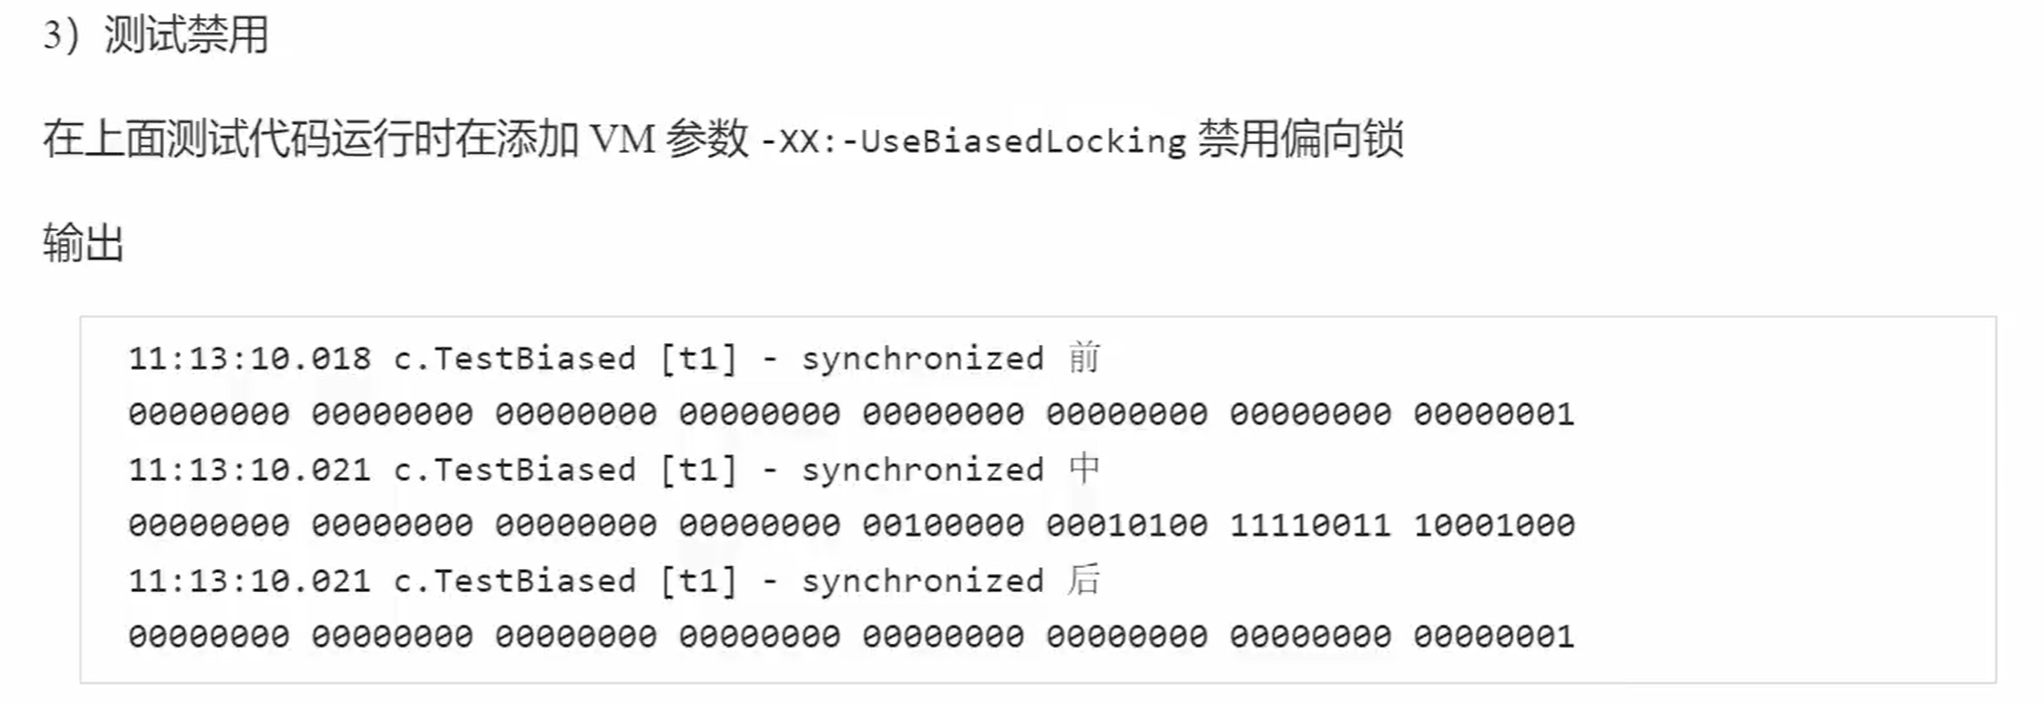 3）测试禁用
在上面测试代码运行时在添加 VM 参数 -XX:-UseBiasedLocking 禁用偏向锁
输出
11:13:10.018 c.TestBiased [t1] - synchronized 前
00000000 00000000 00000000 00000000 00000000 00000000 00000000 00000001
11:13:10.021 c.TestBiased [t1] - synchronized 中
00000000 00000000 00000000 00000000 00100000 00010100 11110011 10001000
11:13:10.021 c.TestBiased [t1] - synchronized 后
00000000 00000000 00000000 00000000 00000000 00000000 00000000 00000001